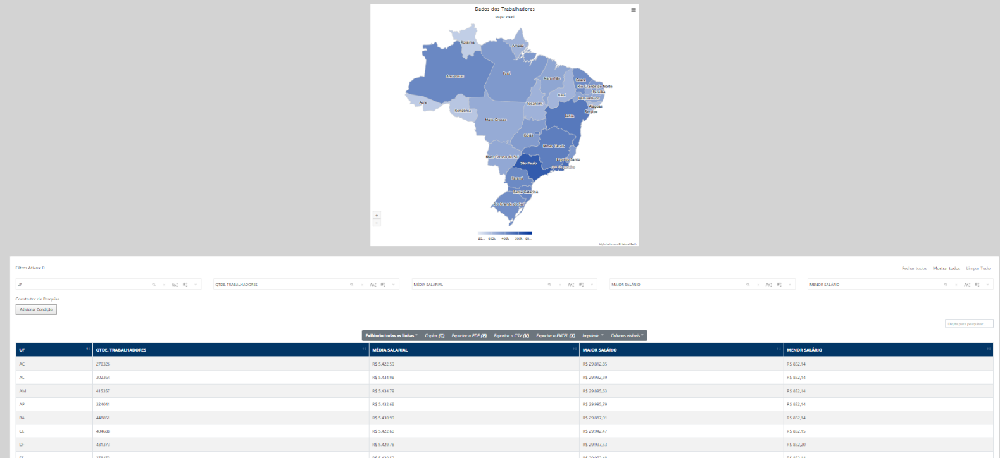 Dados dos Trabalhadores
Mapa: Brazil
Roraima
Amapá
Amazonas
Pará
Maranhão
Ceará
Rio Grande do Norte
Paraíba
Piauí
Pernambuco
Acre
Tocantins
Alagoas
Rondônia
Sergipe
Bahia
Mato Grosso
Goiás
Minas Gerais
Mato Grosso do Sul
Espírito Santo
São Paulo
Rio de Janeiro
Paraná
Santa Catarina
Rio Grande do Sul
+
-
20... 200k 400k 500k 80...
Highcharts.com © Natural Earth
Filtros Ativos: 0
Fechar todos Mostrar todos Limpar Tudo
UF QTDE. TRABALHADORES MÉDIA SALARIAL MAIOR SALÁRIO MENOR SALÁRIO
Construtor de Pesquisa
Adicionar Condição
Digite para pesquisar...
Exibindo todas as linhas Copiar (C) Exportar a PDF (P) Exportar a CSV (V) Exportar a EXCEL (X) Imprimir Colunas visíveis
UF QTDE. TRABALHADORES MÉDIA SALARIAL MAIOR SALÁRIO MENOR SALÁRIO
AC 270326 R$ 5.422,59 R$ 29.812,85 R$ 832,14
AL 302364 R$ 5.434,98 R$ 29.992,59 R$ 832,14
AM 415357 R$ 5.434,79 R$ 29.895,63 R$ 832,14
AP 324041 R$ 5.432,68 R$ 29.995,79 R$ 832,14
BA 448851 R$ 5.430,99 R$ 29.887,01 R$ 832,14
CE 404688 R$ 5.422,60 R$ 29.942,47 R$ 832,15
DF 431373 R$ 5.429,78 R$ 29.937,53 R$ 832,20